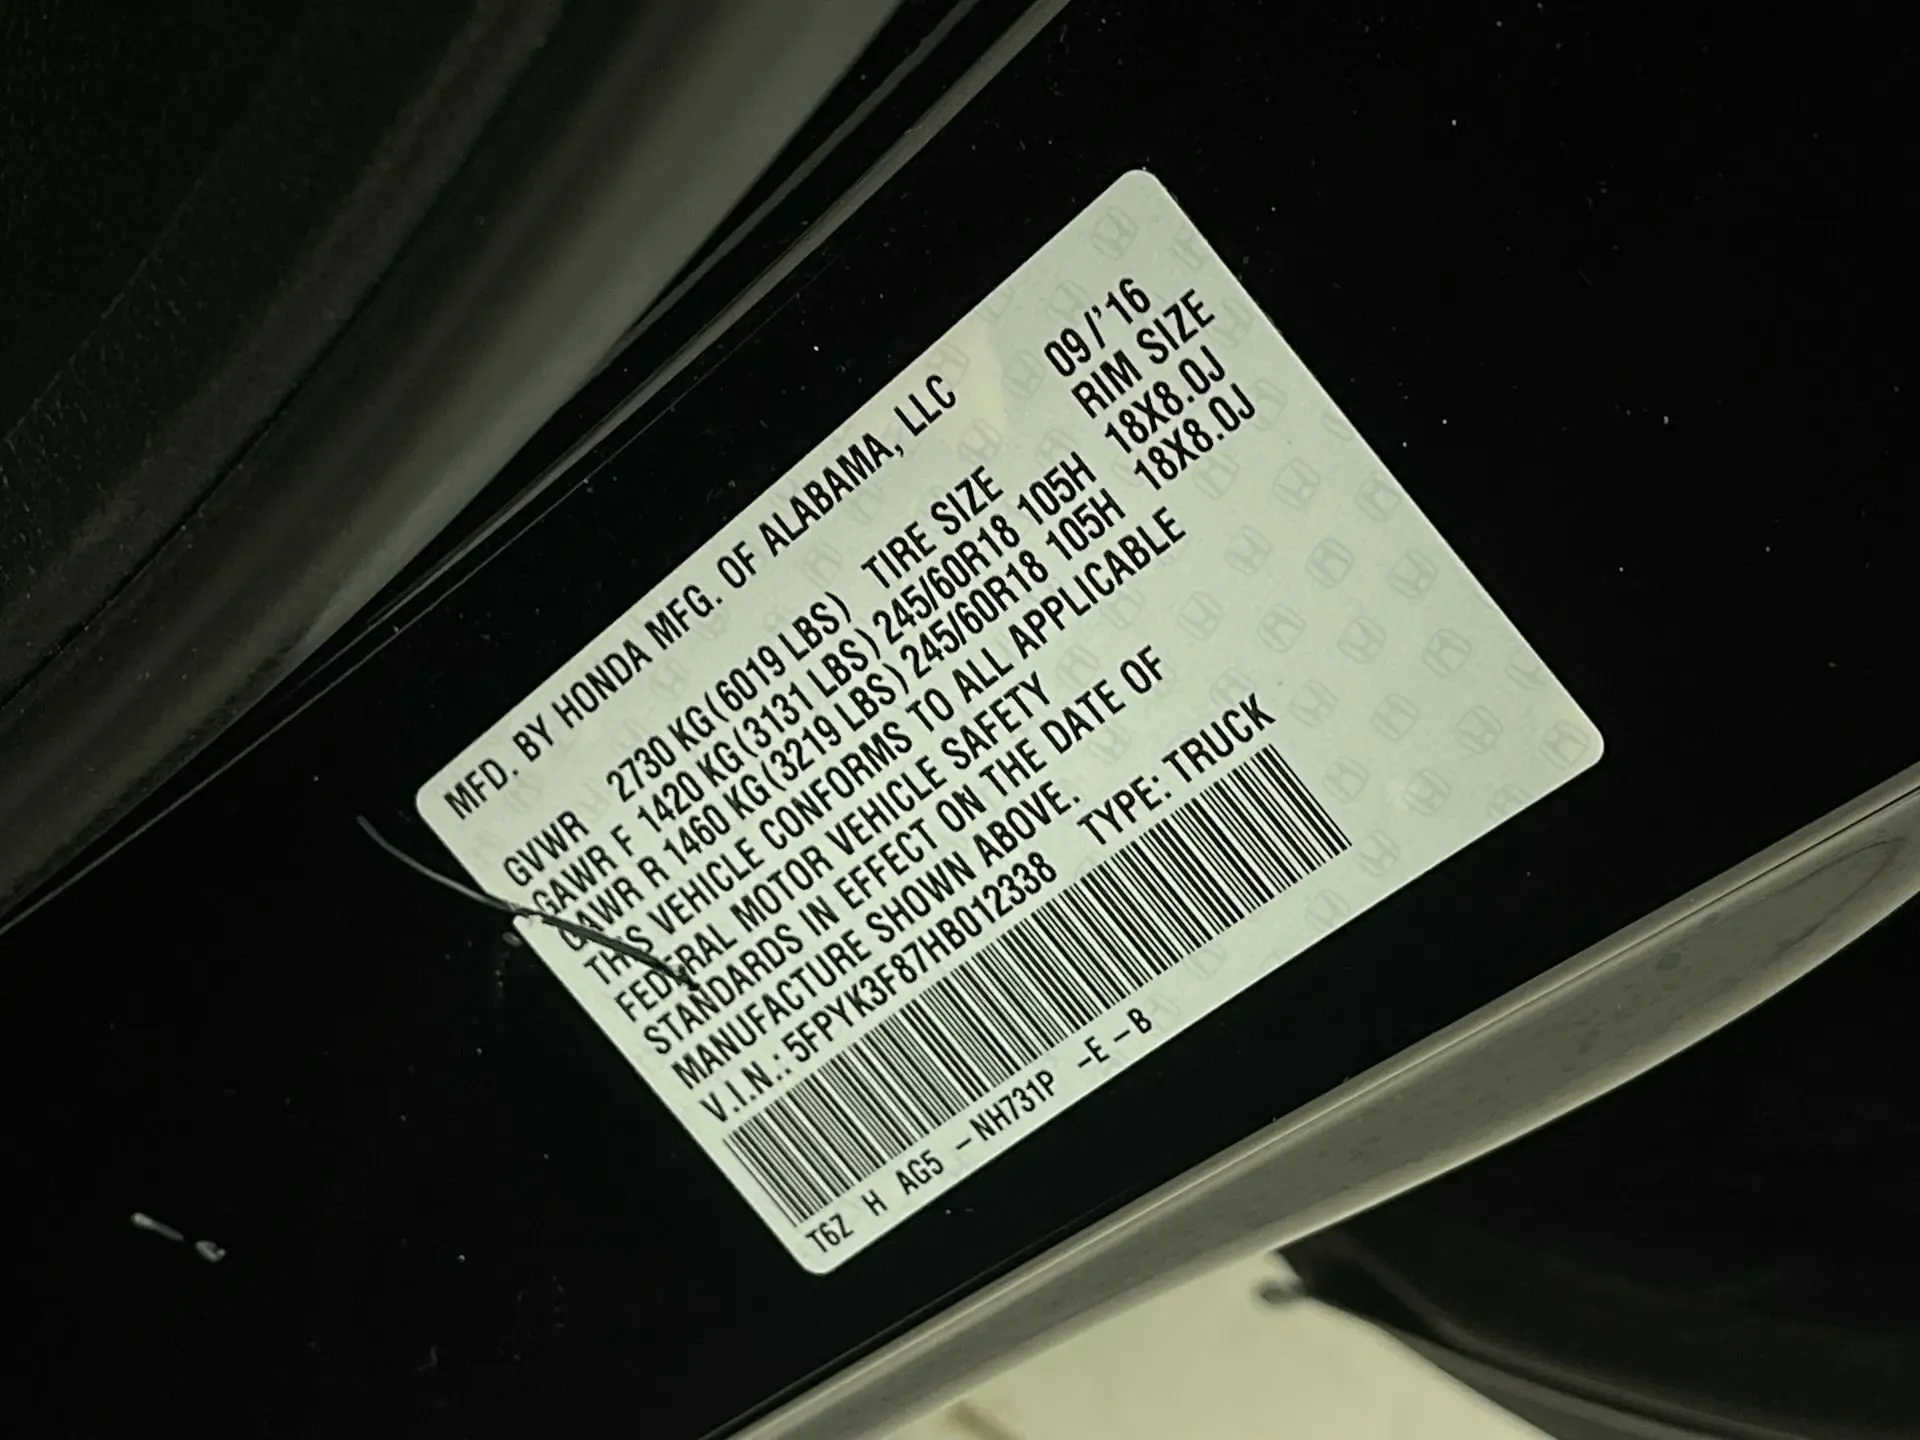 MFD. BY HONDA MFG. OF ALABAMA, LLC 09/'16
GVWR 2730 KG(6019 LBS) TIRE SIZE RIM SIZE
GAWR F 1420 KG(3131 LBS) 245/60R18 105H 18X8.0J
GAWR R 1460 KG(3219 LBS) 245/60R18 105H 18X8.0J
THIS VEHICLE CONFORMS TO ALL APPLICABLE
FEDERAL MOTOR VEHICLE SAFETY
STANDARDS IN EFFECT ON THE DATE OF
MANUFACTURE SHOWN ABOVE.
V.I.N.: 5FPYK3F87HB012338 TYPE: TRUCK
T6Z H AG5 –NH731P –E–B